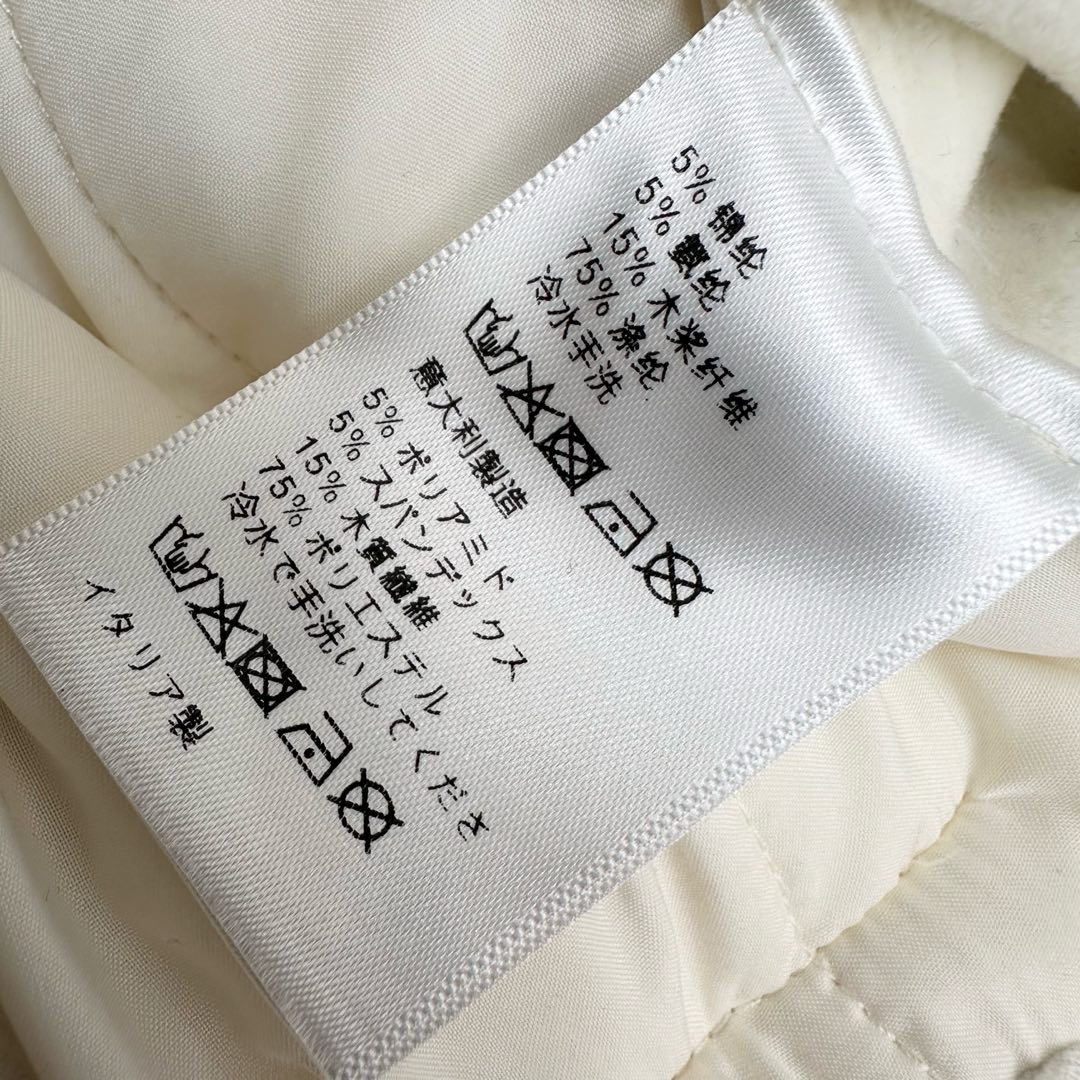 5% 锦纶
5% 氨纶
15% 木浆纤维
75% 涤纶
冷水手洗
意大利製造
5% ポリアミド
5% スパンデックス
15% 木質繊維
75% ポリエステル
冷水で手洗いしてくださ
イタリア製